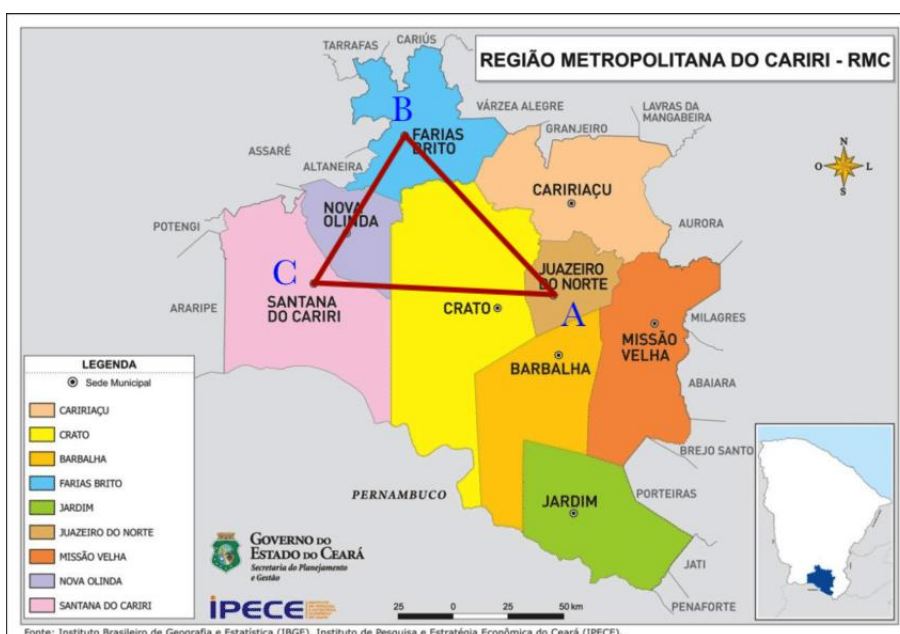 REGIÃO METROPOLITANA DO CARIRI - RMC
TARRAFAS
CARIÚS
B
FARIAS
BRITO
VÁRZEA ALEGRE
LAVRAS DA
MANGABEIRA
GRANJEIRO
ASSARÉ
ALTANEIRA
N
O
L
S
CARIRIAÇU
NOVA
OLINDA
POTENGI
AURORA
C
SANTANA
DO CARIRI
JUAZEIRO
DO NORTE
A
ARARIPE
CRATO
MISSÃO
VELHA
MILAGRES
BARBALHA
ABAIARA
LEGENDA
Sede Municipal
CARIRIAÇU
CRATO
BARBALHA
FARIAS BRITO
JARDIM
JUAZEIRO DO NORTE
MISSÃO VELHA
NOVA OLINDA
SANTANA DO CARIRI
BREJO SANTO
PERNAMBUCO
PORTEIRAS
JARDIM
JATI
PENAFORTE
GOVERNO DO
ESTADO DO CEARÁ
Secretaria do Planejamento
e Gestão
IPECE
25 0 25 50 km
Fonte: Instituto Brasileiro de Geografia e Estatística (IBGE), Instituto de Pesquisa e Estratégia Econômica do Ceará (IPECE).